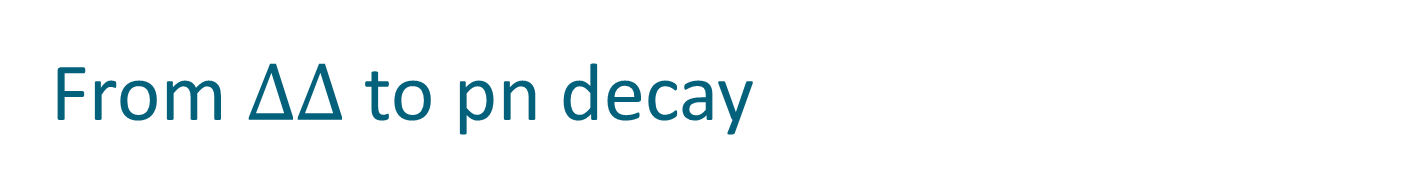 From ΔΔ to pn decay